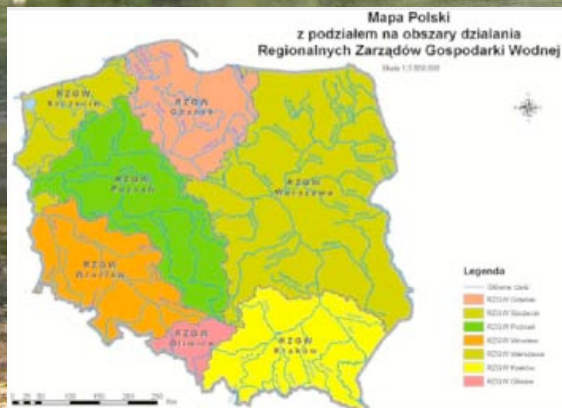 Mapa Polski
z podziałem na obszary działania
Regionalnych Zarządów Gospodarki Wodnej
RZGW
Szczecin
RZGW
Gdańsk
RZGW
Poznań
RZGW
Warszawa
RZGW
Wrocław
RZGW
Gliwice
RZGW
Kraków
Legenda
RZGW Gdańsk
RZGW Szczecin
RZGW Poznań
RZGW Wrocław
RZGW Warszawa
RZGW Kraków
RZGW Gliwice